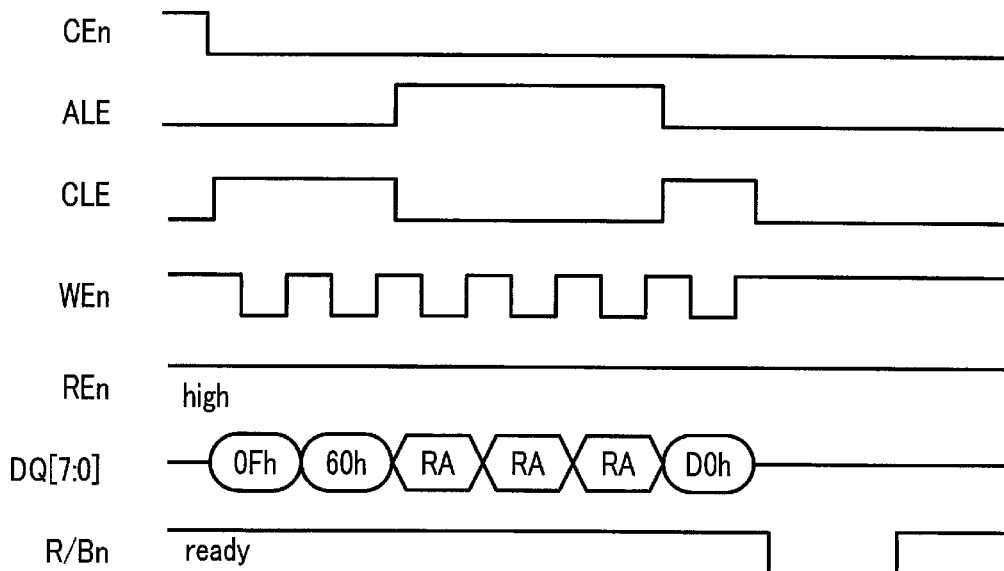 CEn
ALE
CLE
WEn
REn
high
DQ[7:0] 0Fh 60h RA RA RA D0h
R/Bn ready